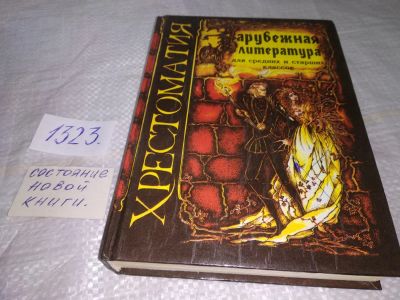 1323.
состояние
новой
книги.
ХРЕСТОМАТИЯ
зарубежная
литература
для средних и старших
классов